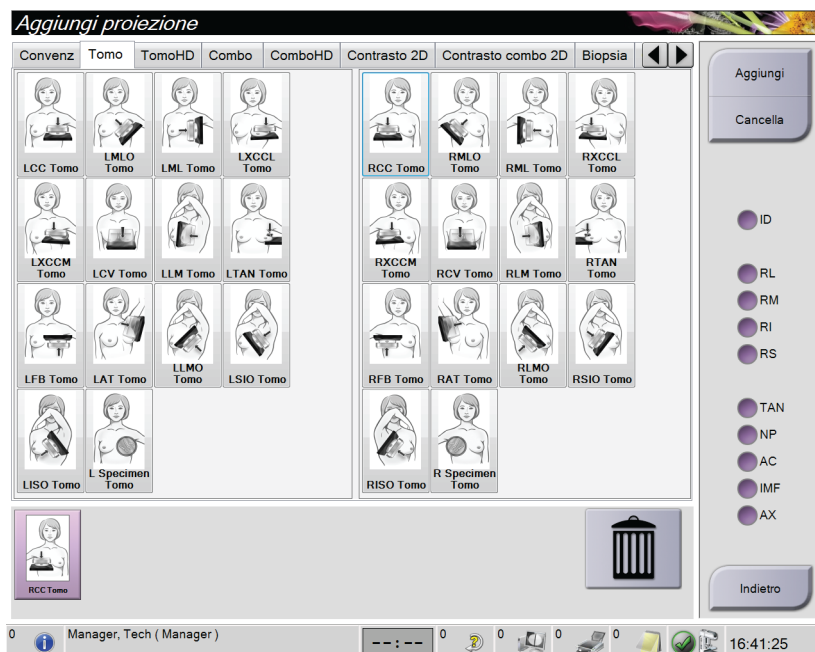 Aggiungi proiezione
Convenz Tomo TomoHD Combo ComboHD Contrasto 2D Contrasto combo 2D Biopsia
LCC Tomo
LMLO
Tomo
LML Tomo
LXCCL
Tomo
RCC Tomo
RMLO
Tomo
RML Tomo
RXCCL
Tomo
LXCCM
Tomo
LCV Tomo
LLM Tomo
LTAN Tomo
RXCCM
Tomo
RCV Tomo
RLM Tomo
RTAN
Tomo
LFB Tomo
LAT Tomo
LLMO
Tomo
LSIO Tomo
RFB Tomo
RAT Tomo
RLMO
Tomo
RSIO Tomo
LISO Tomo
L Specimen
Tomo
RISO Tomo
R Specimen
Tomo
RCC Tomo
Aggiungi
Cancella
ID
RL
RM
RI
RS
TAN
NP
AC
IMF
AX
Indietro
0 Manager, Tech ( Manager ) --:-- 0 0 0 0 16:41:25